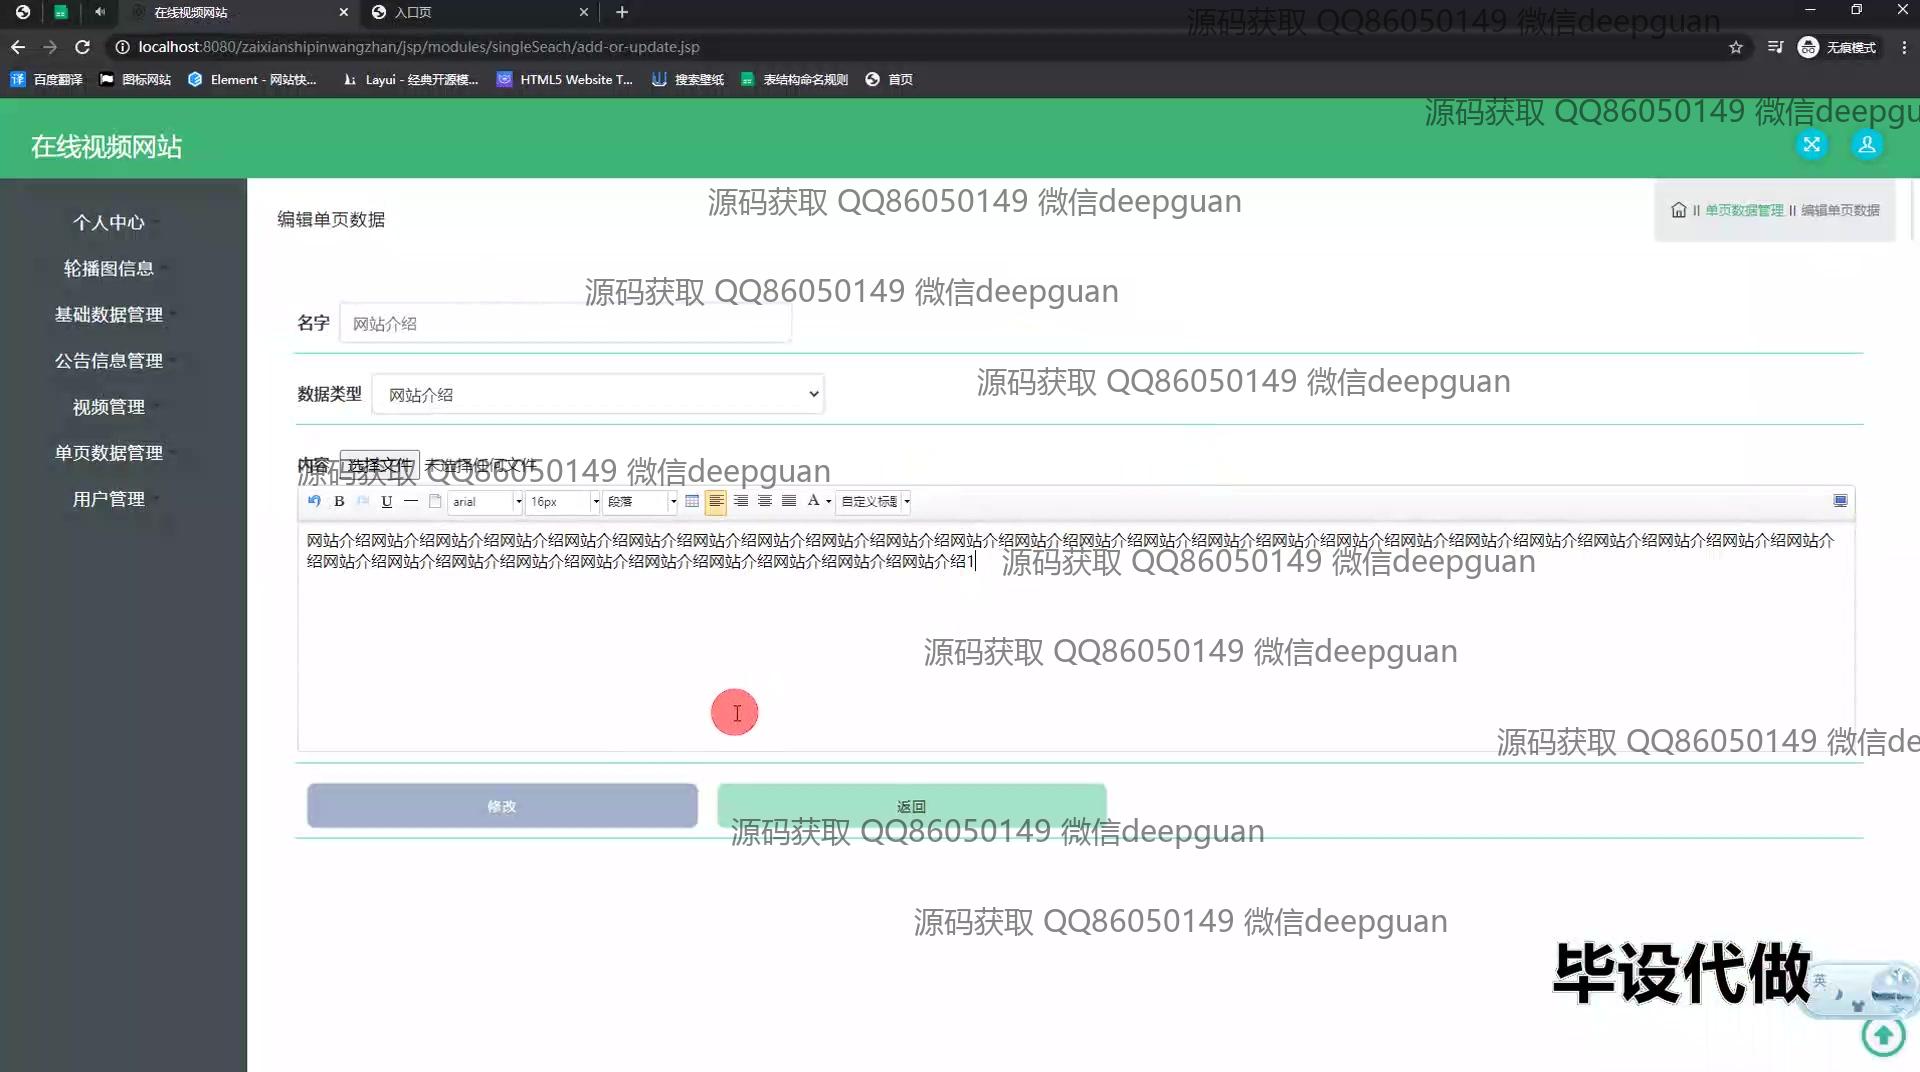 在线视频网站
入口页
localhost:8080/zaixianshipinwangzhan/jsp/modules/singleSeach/add-or-update.jsp
无痕模式
译 百度翻译
图标网站
Element - 网站快...
Layui - 经典开源模...
HTML5 Website T...
搜索壁纸
表结构命名规则
首页
源码获取 QQ86050149 微信deepguan
源码获取 QQ86050149 微信deepgu
在线视频网站
个人中心
轮播图信息
基础数据管理
公告信息管理
视频管理
单页数据管理
用户管理
编辑单页数据
源码获取 QQ86050149 微信deepguan
II 单页数据管理 II 编辑单页数据
源码获取 QQ86050149 微信deepguan
名字 网站介绍
源码获取 QQ86050149 微信deepguan
数据类型 网站介绍
内容 选择文件 未选择任何文件
源码获取 QQ86050149 微信deepguan
B U arial 16px 段落 A 自定义标题
网站介绍网站介绍网站介绍网站介绍网站介绍网站介绍网站介绍网站介绍网站介绍网站介绍网站介绍网站介绍网站介绍网站介绍网站介绍网站介绍网站介绍网站介绍网站介绍网站介绍网站介绍网站介绍网站介绍网站介
绍网站介绍网站介绍网站介绍网站介绍网站介绍网站介绍网站介绍网站介绍网站介绍网站介绍1
源码获取 QQ86050149 微信deepguan
源码获取 QQ86050149 微信deepguan
源码获取 QQ86050149 微信de
修改
返回
源码获取 QQ86050149 微信deepguan
源码获取 QQ86050149 微信deepguan
毕设代做
英